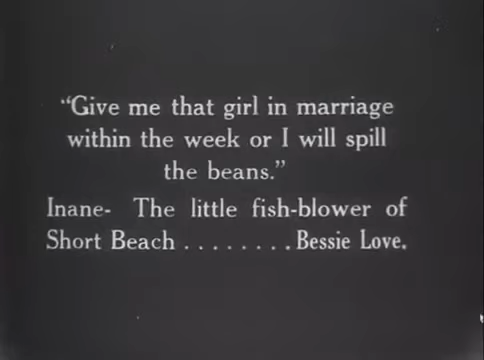 “Give me that girl in marriage
within the week or I will spill
the beans.”
Inane- The little fish-blower of
Short Beach ........Bessie Love.